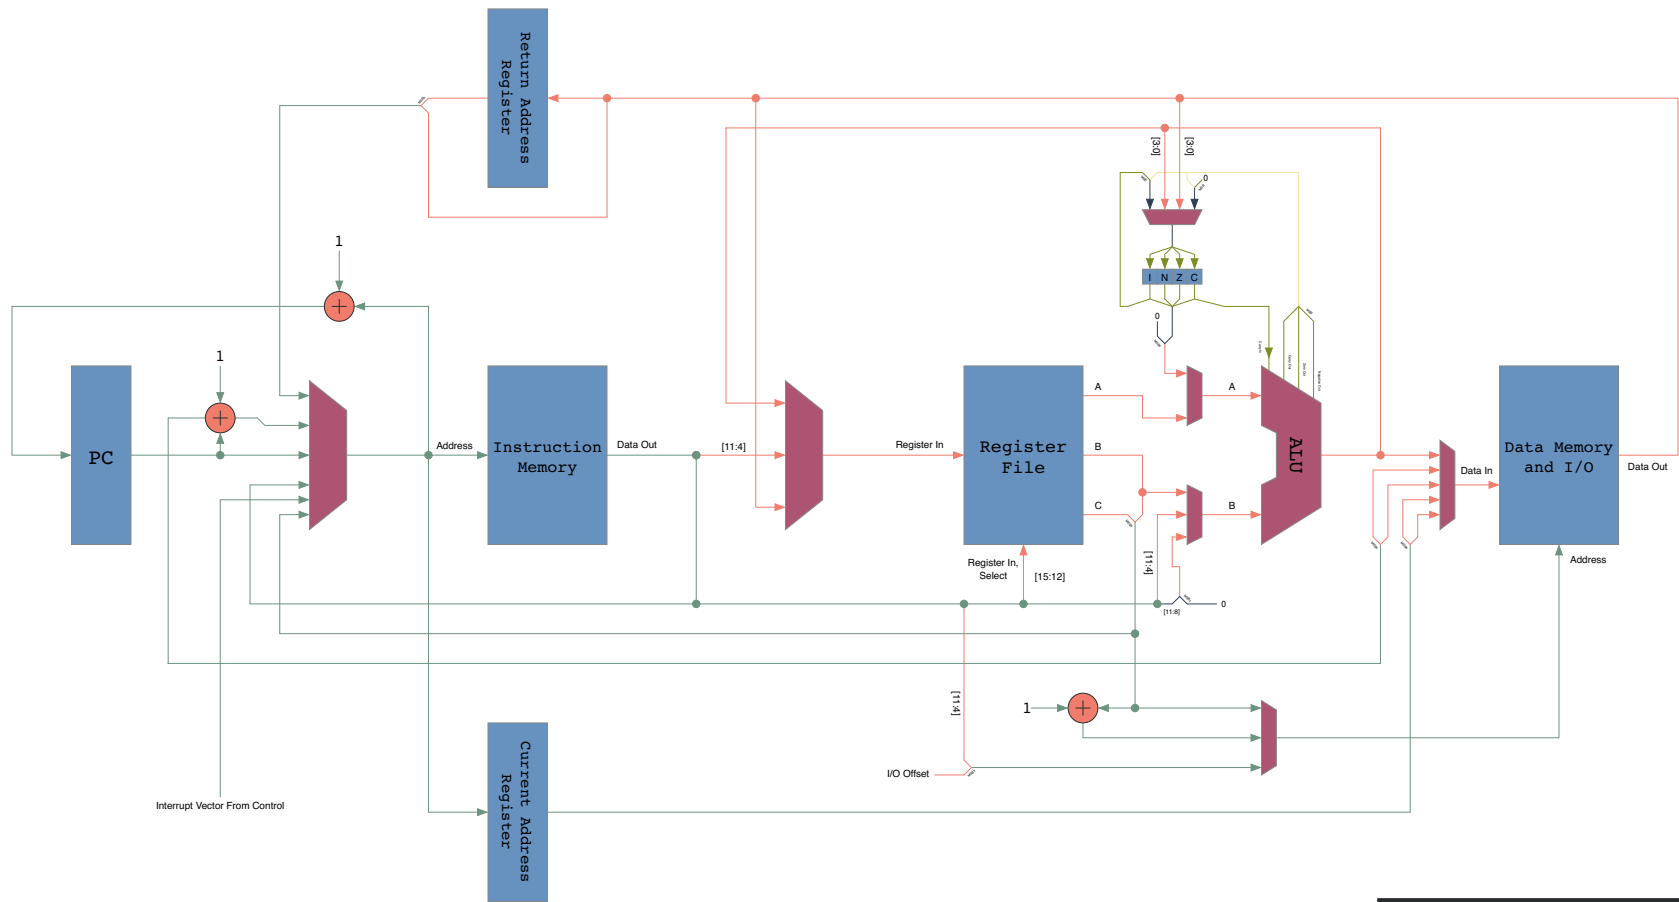 Return Address
Register
[3:0]
[3:0]
0
1
I N Z C
0
1
PC
Address
Instruction
Memory
Data Out
[11:4]
Register In
Register
File
A
B
C
A
B
ALU
Data In
Data Memory
and I/O
Data Out
Address
Register In,
Select
[15:12]
[11:4]
[11:8]
0
[11:4]
1
I/O Offset
Interrupt Vector From Control
Current Address
Register